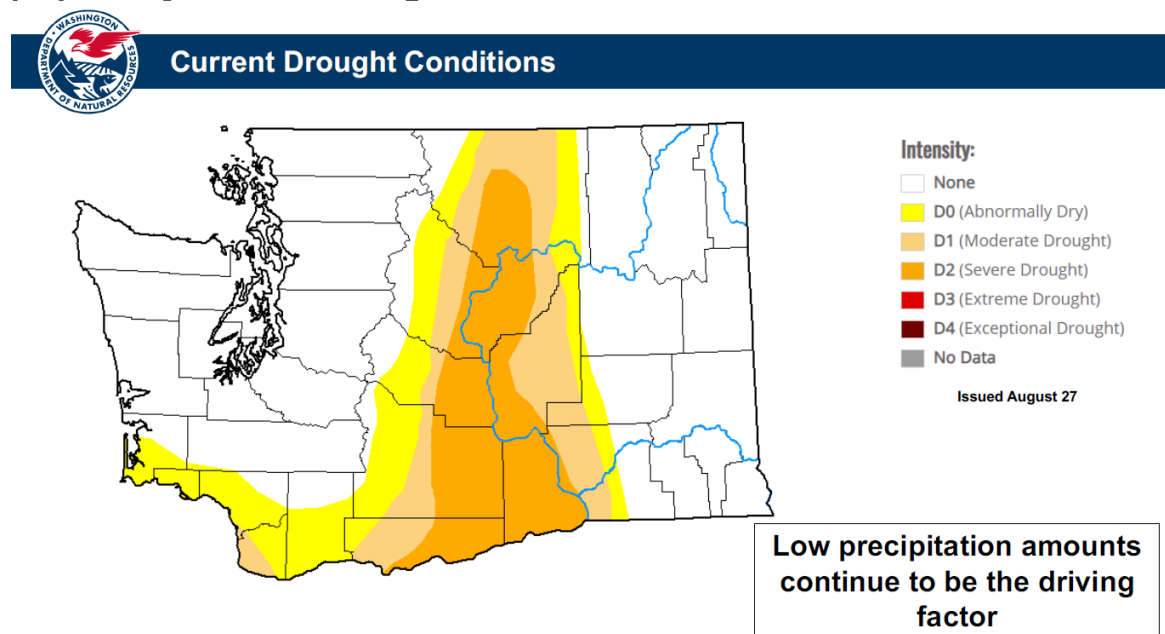 WASHINGTON
DEPARTMENT OF NATURAL RESOURCES
Current Drought Conditions
Intensity:
None
D0 (Abnormally Dry)
D1 (Moderate Drought)
D2 (Severe Drought)
D3 (Extreme Drought)
D4 (Exceptional Drought)
No Data
Issued August 27
Low precipitation amounts
continue to be the driving
factor